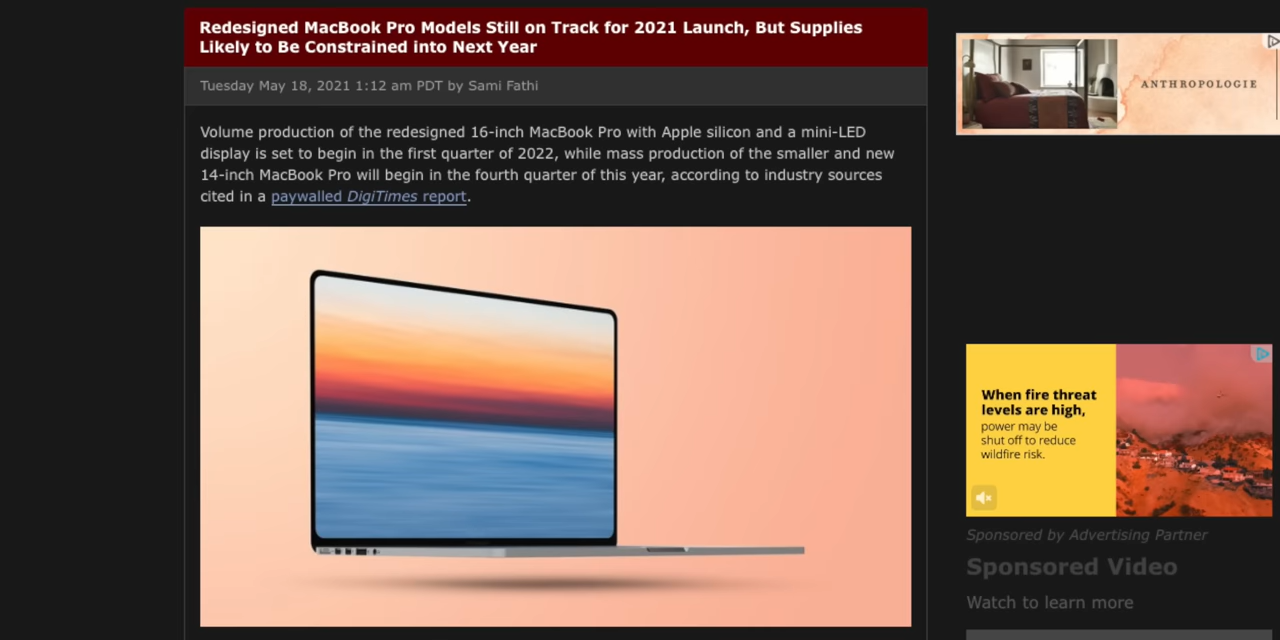 Redesigned MacBook Pro Models Still on Track for 2021 Launch, But Supplies
Likely to Be Constrained into Next Year
Tuesday May 18, 2021 1:12 am PDT by Sami Fathi
Volume production of the redesigned 16-inch MacBook Pro with Apple silicon and a mini-LED
display is set to begin in the first quarter of 2022, while mass production of the smaller and new
14-inch MacBook Pro will begin in the fourth quarter of this year, according to industry sources
cited in a paywalled DigiTimes report.
ANTHROPOLOGIE
When fire threat
levels are high,
power may be
shut off to reduce
wildfire risk.
Sponsored by Advertising Partner
Sponsored Video
Watch to learn more